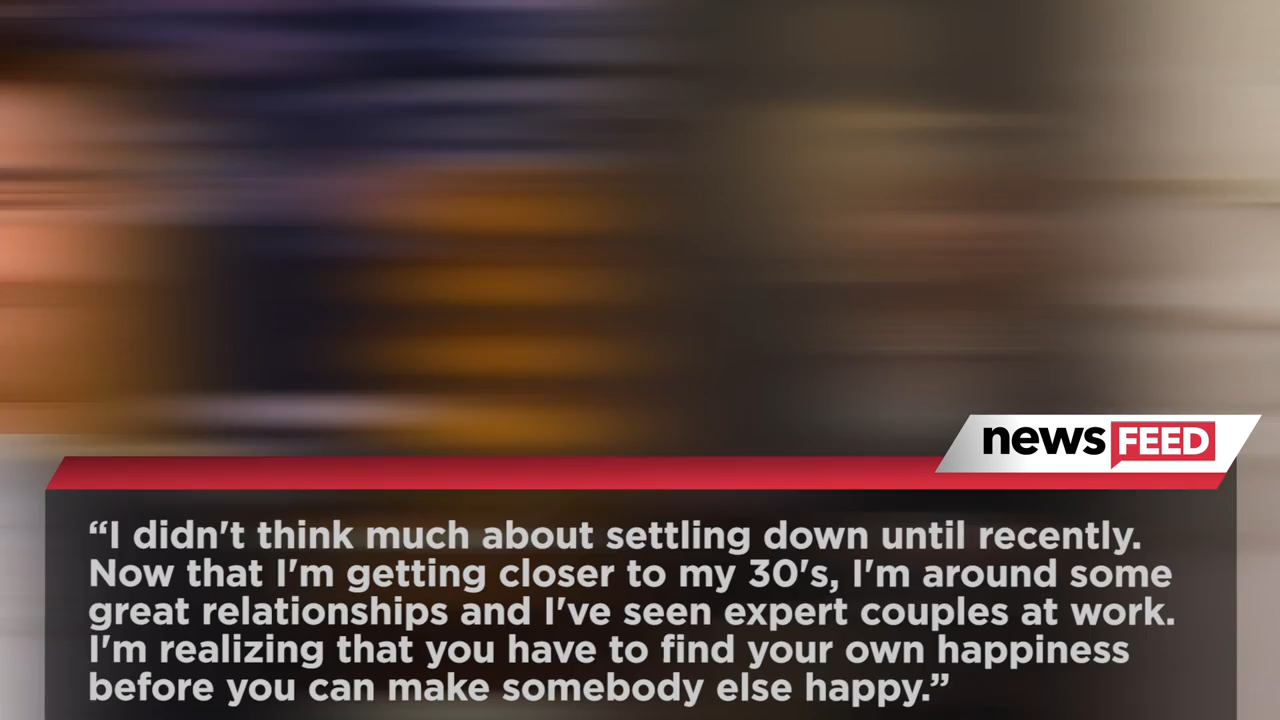 news FEED
“I didn't think much about settling down until recently.
Now that I'm getting closer to my 30's, I'm around some
great relationships and I've seen expert couples at work.
I'm realizing that you have to find your own happiness
before you can make somebody else happy.”